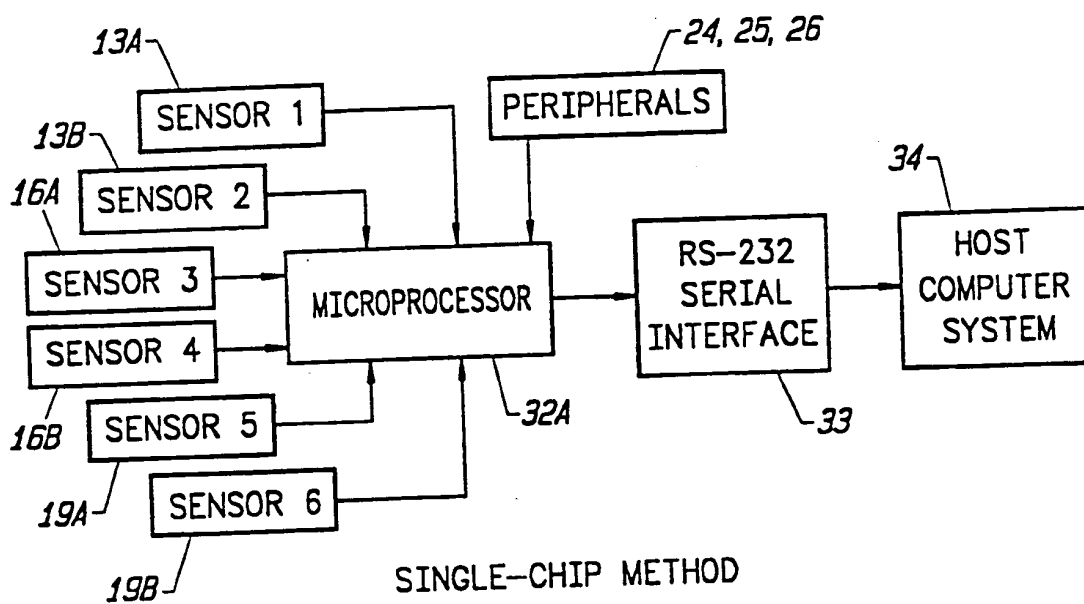 13A
24, 25, 26
SENSOR 1
PERIPHERALS
13B
SENSOR 2
16A
34
SENSOR 3
MICROPROCESSOR
RS-232
SERIAL
INTERFACE
HOST
COMPUTER
SYSTEM
SENSOR 4
16B
SENSOR 5
32A
33
19A
SENSOR 6
19B
SINGLE-CHIP METHOD